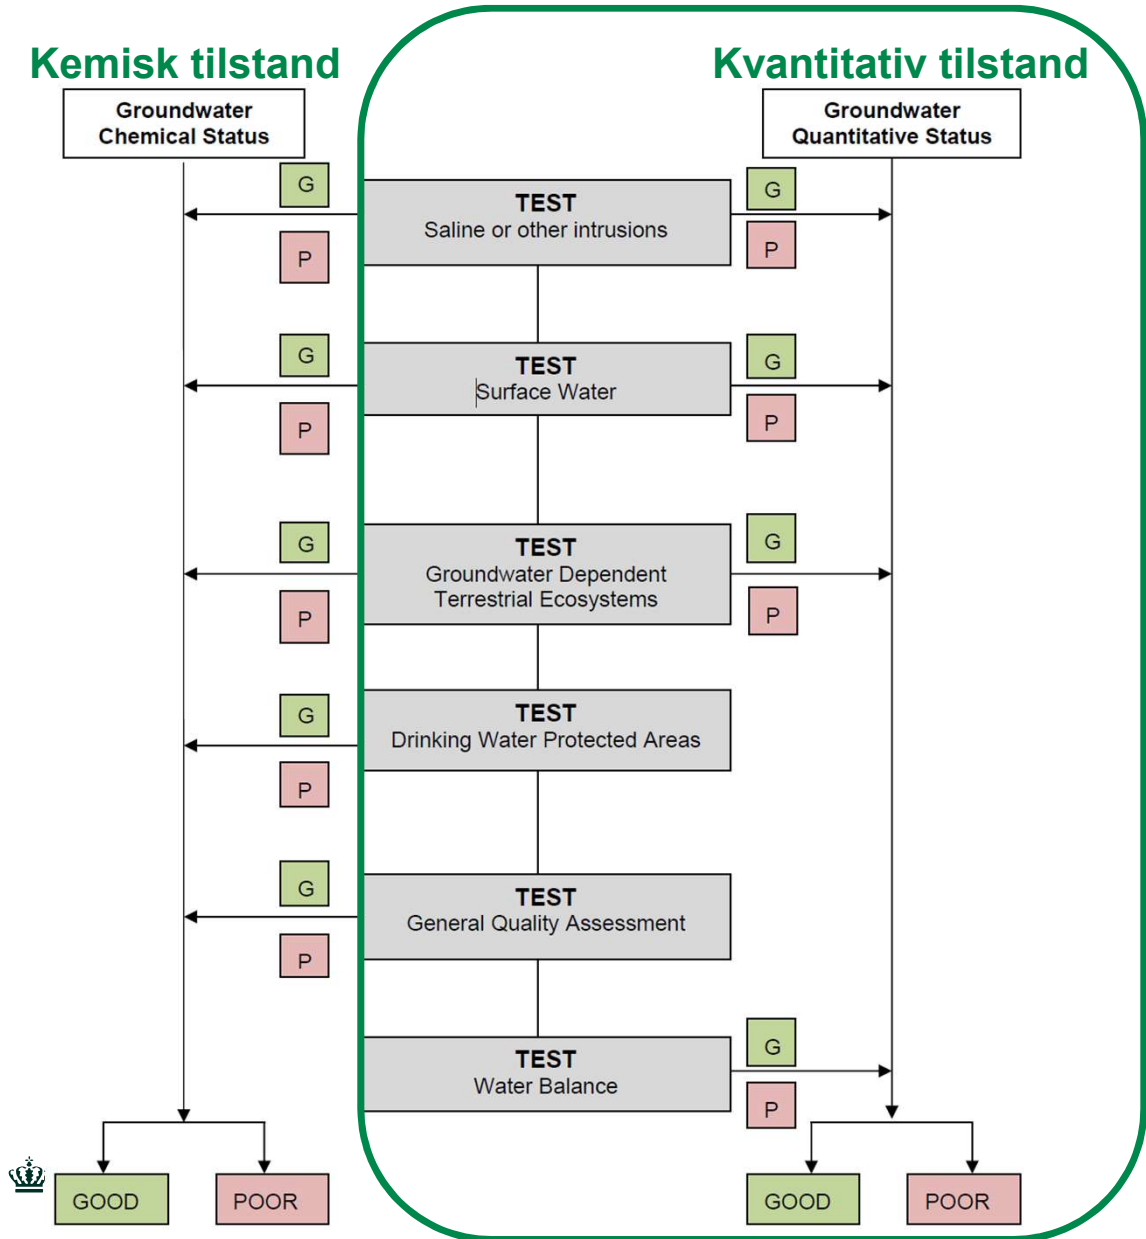 Kemisk tilstand
Kvantitativ tilstand
Groundwater
Chemical Status
Groundwater
Quantitative Status
G
P
TEST
Saline or other intrusions
G
P
G
P
TEST
Surface Water
G
P
G
P
TEST
Groundwater Dependent
Terrestrial Ecosystems
G
P
G
P
TEST
Drinking Water Protected Areas
G
P
TEST
General Quality Assessment
TEST
Water Balance
G
P
GOOD
POOR
GOOD
POOR